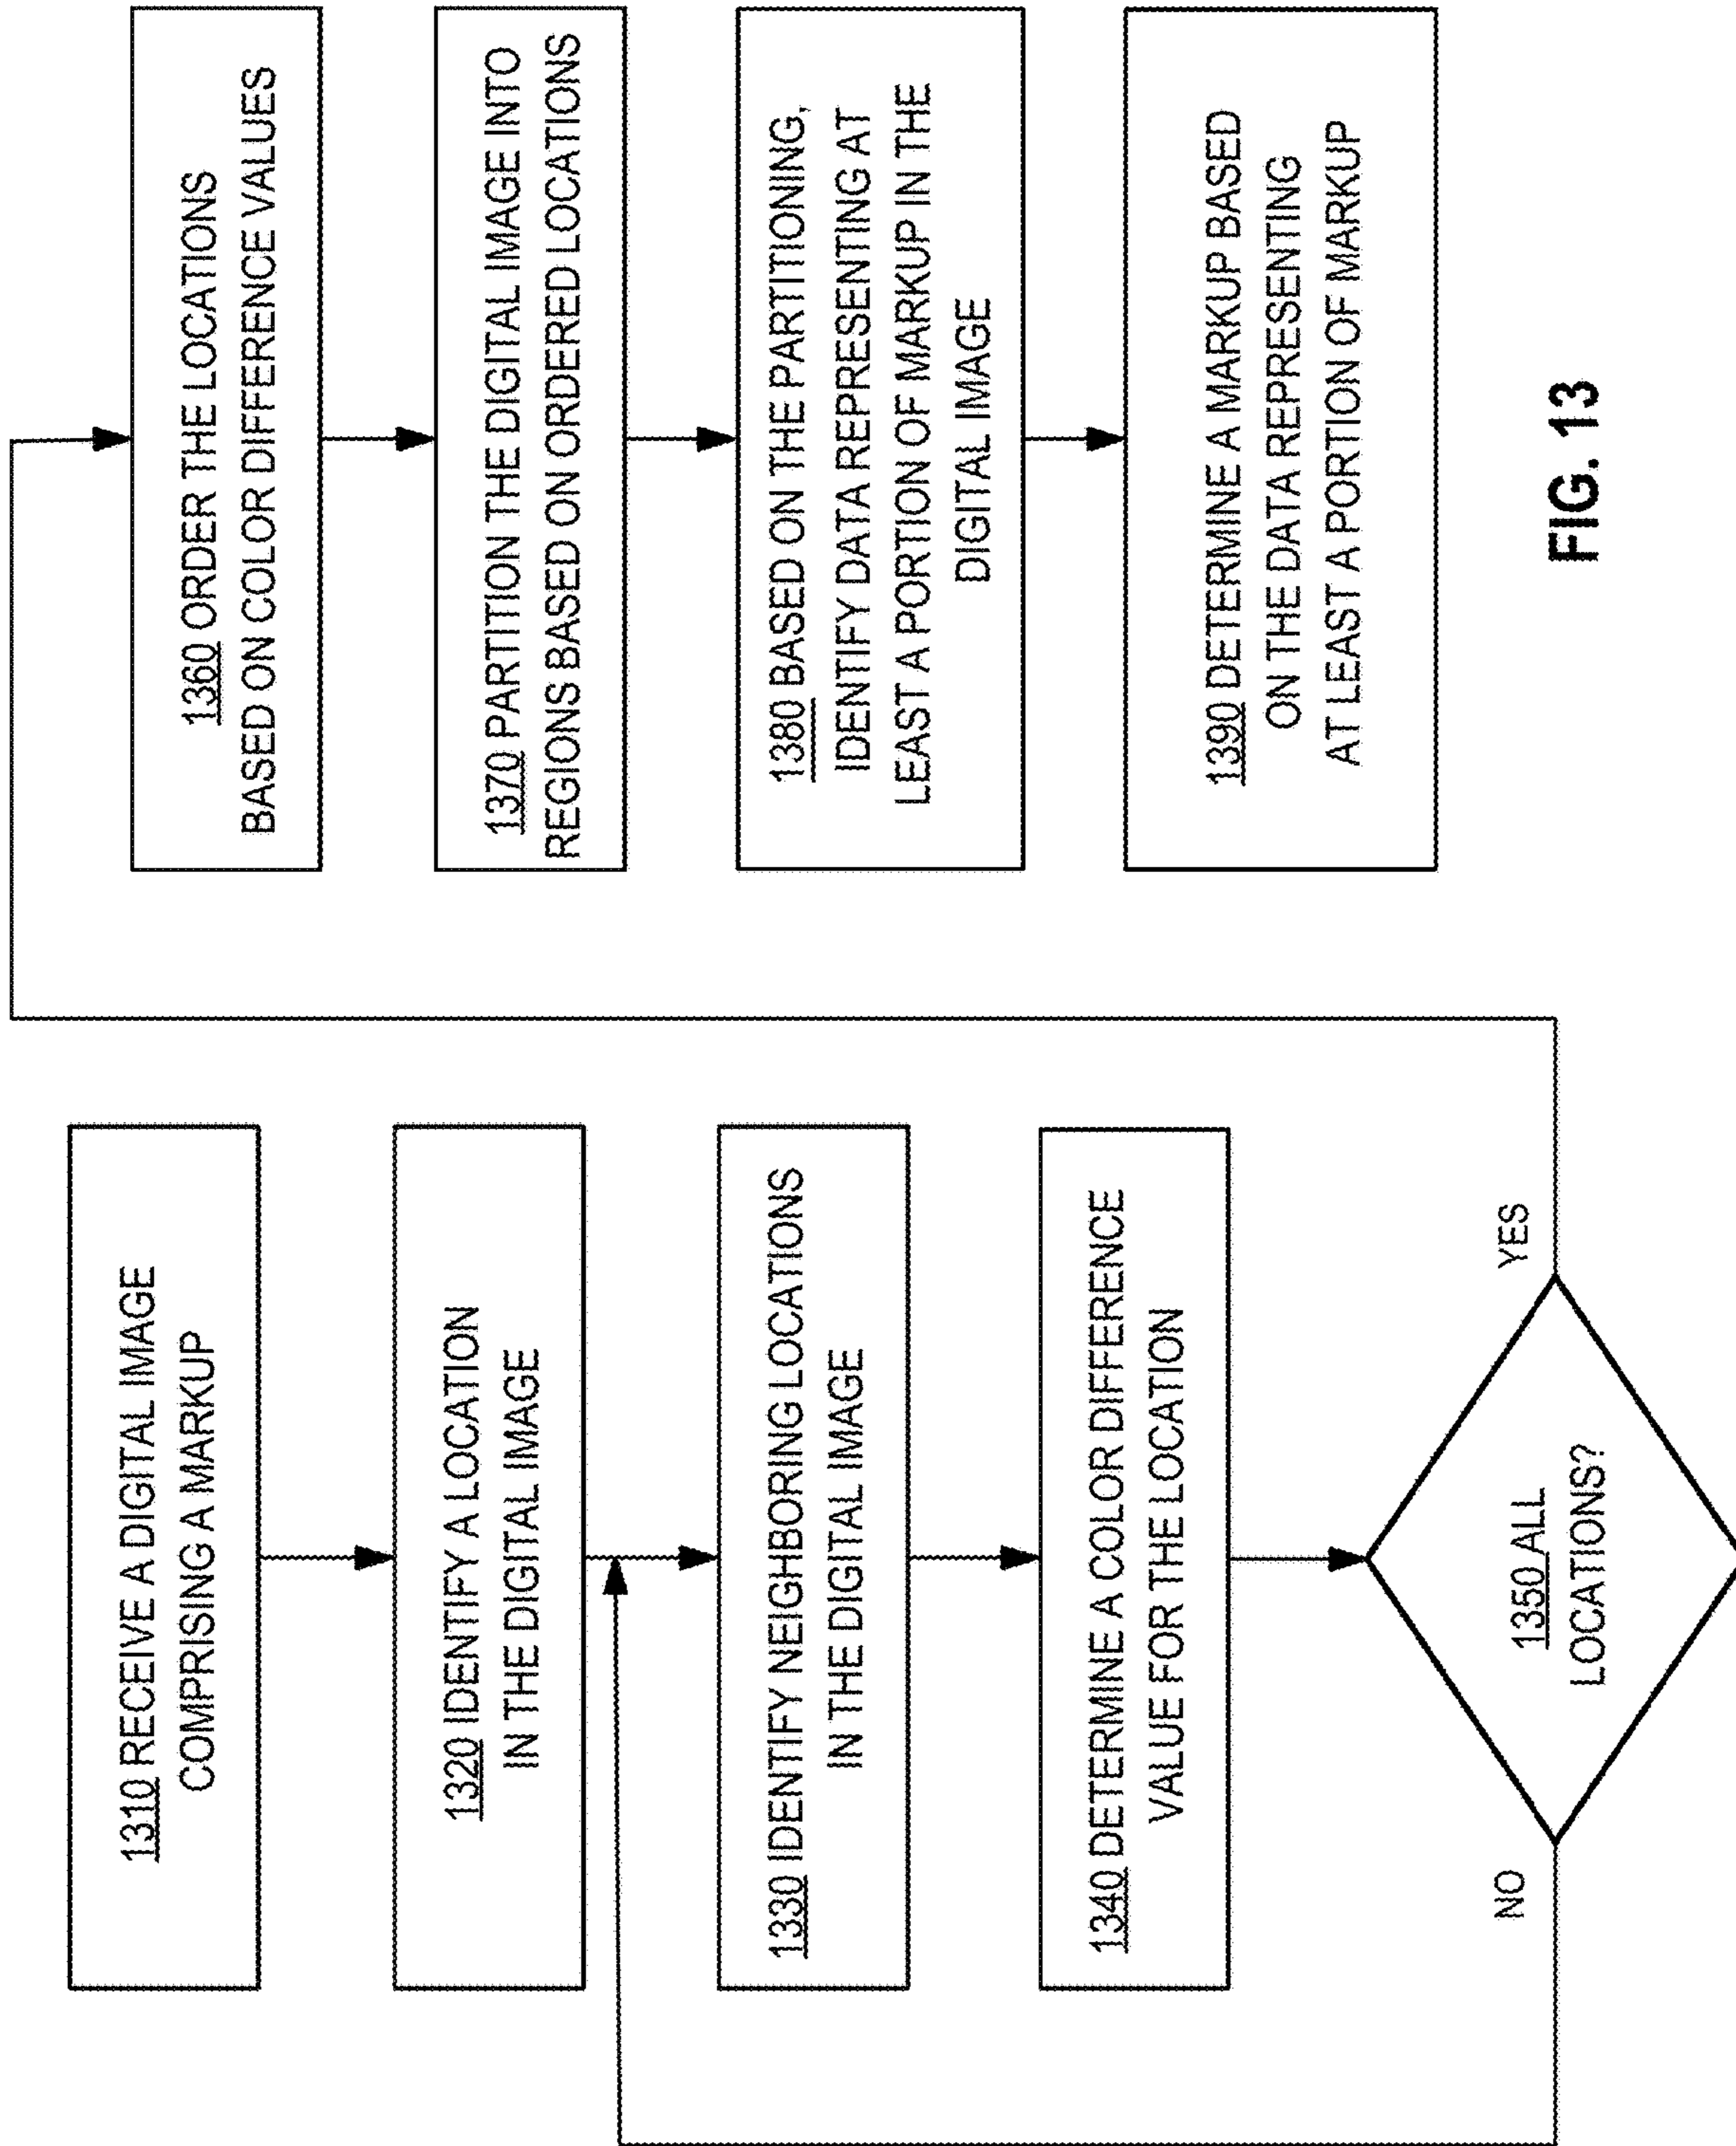 1310 RECEIVE A DIGITAL IMAGE
COMPRISING A MARKUP
1320 IDENTIFY A LOCATION
IN THE DIGITAL IMAGE
1330 IDENTIFY NEIGHBORING LOCATIONS
IN THE DIGITAL IMAGE
1340 DETERMINE A COLOR DIFFERENCE
VALUE FOR THE LOCATION
1350 ALL
LOCATIONS?
NO
YES
1360 ORDER THE LOCATIONS
BASED ON COLOR DIFFERENCE VALUES
1370 PARTITION THE DIGITAL IMAGE INTO
REGIONS BASED ON ORDERED LOCATIONS
1380 BASED ON THE PARTITIONING,
IDENTIFY DATA REPRESENTING AT
LEAST A PORTION OF MARKUP IN THE
DIGITAL IMAGE
1390 DETERMINE A MARKUP BASED
ON THE DATA REPRESENTING
AT LEAST A PORTION OF MARKUP
FIG. 13